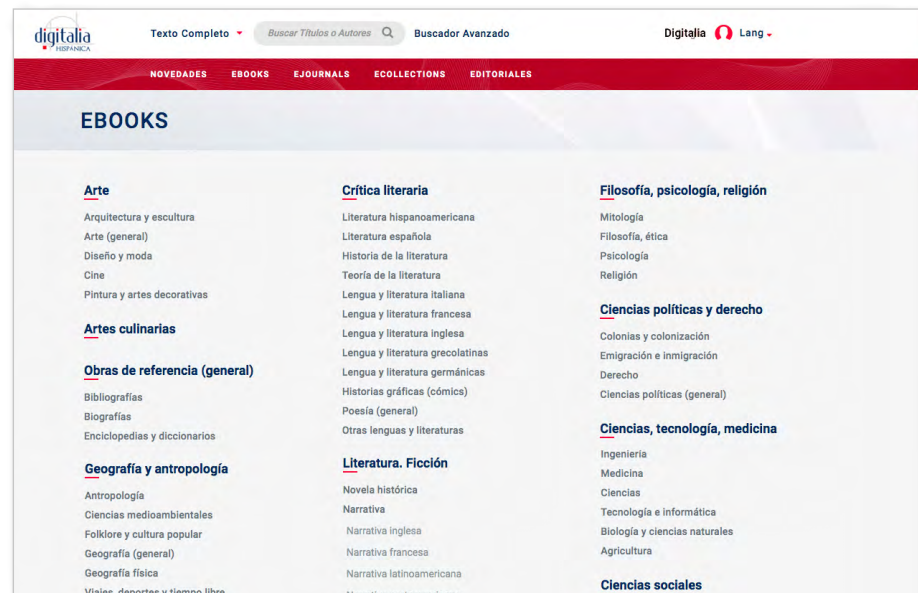 digitalia
HISPÁNICA
Texto Completo
Buscar Títulos o Autores
Buscador Avanzado
Digitalia
Lang
NOVEDADES EBOOKS EJOURNALS ECOLLECTIONS EDITORIALES
EBOOKS
Arte
Arquitectura y escultura
Arte (general)
Diseño y moda
Cine
Pintura y artes decorativas
Artes culinarias
Obras de referencia (general)
Bibliografías
Biografías
Enciclopedias y diccionarios
Geografía y antropología
Antropología
Ciencias medioambientales
Folklore y cultura popular
Geografía (general)
Geografía física
Viajes, deportes y tiempo libre
Crítica literaria
Literatura hispanoamericana
Literatura española
Historia de la literatura
Teoría de la literatura
Lengua y literatura italiana
Lengua y literatura francesa
Lengua y literatura inglesa
Lengua y literatura grecolatinas
Lengua y literatura germánicas
Historias gráficas (cómics)
Poesía (general)
Otras lenguas y literaturas
Literatura. Ficción
Novela histórica
Narrativa
Narrativa inglesa
Narrativa francesa
Narrativa latinoamericana
Filosofía, psicología, religión
Mitología
Filosofía, ética
Psicología
Religión
Ciencias políticas y derecho
Colonias y colonización
Emigración e inmigración
Derecho
Ciencias políticas (general)
Ciencias, tecnología, medicina
Ingeniería
Medicina
Ciencias
Tecnología e informática
Biología y ciencias naturales
Agricultura
Ciencias sociales